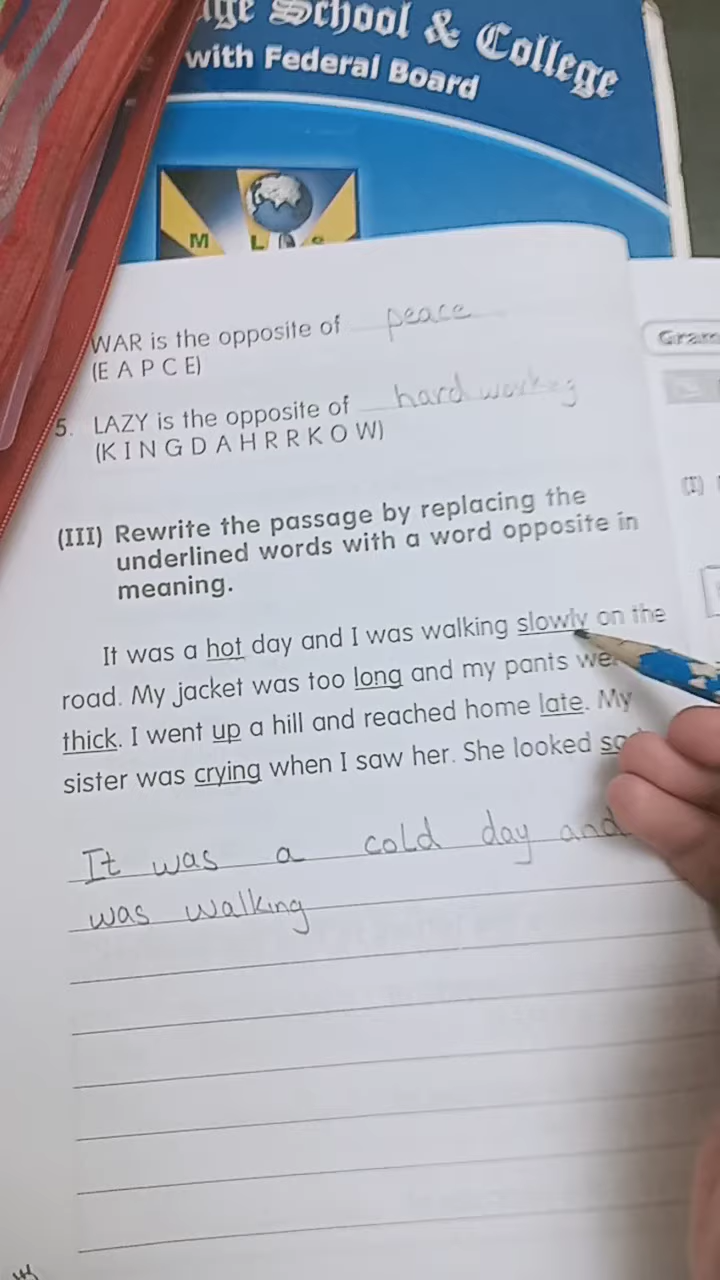 School & College
with Federal Board
M L S
WAR is the opposite of peace
(E A P C E)
5. LAZY is the opposite of hardworking
(K I N G D A H R R K O W)
(III) Rewrite the passage by replacing the
underlined words with a word opposite in
meaning.
It was a hot day and I was walking slowly on the
road. My jacket was too long and my pants
thick. I went up a hill and reached home late. My
sister was crying when I saw her. She looked
It was a cold day and
was walking
Gram
(I)